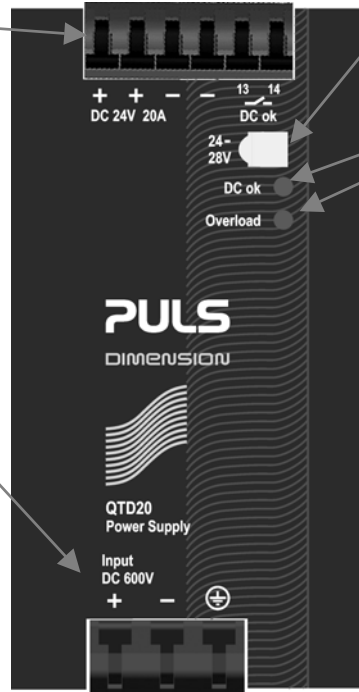 + + − − 13 14
DC 24V 20A DC ok
24-
28V
DC ok
Overload
PULS
DIMENSION
QTD20
Power Supply
Input
DC 600V
+ −